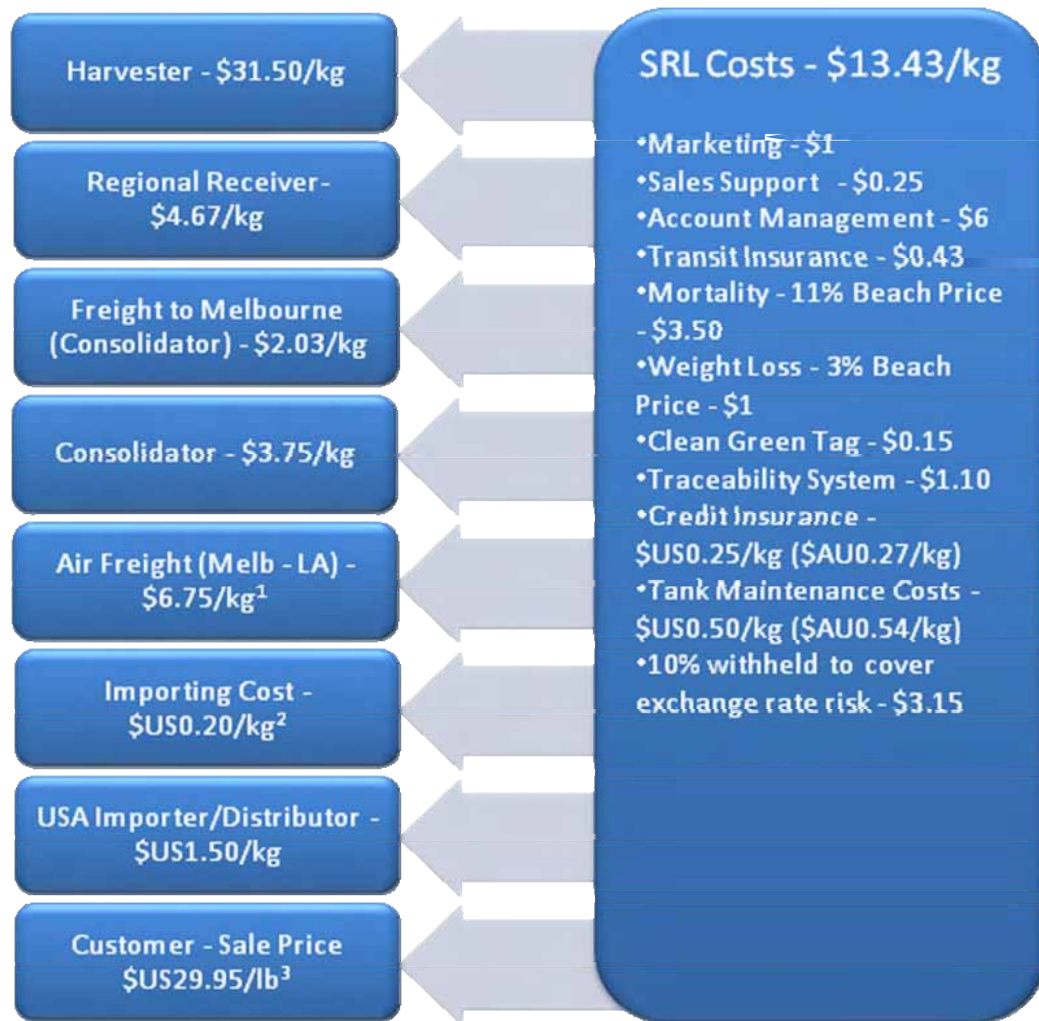 Harvester - $31.50/kg
Regional Receiver-
$4.67/kg
Freight to Melbourne
(Consolidator) - $2.03/kg
Consolidator - $3.75/kg
Air Freight (Melb - LA) -
$6.75/kg¹
Importing Cost -
$US0.20/kg²
USA Importer/Distributor -
$US1.50/kg
Customer - Sale Price
$US29.95/lb³
SRL Costs - $13.43/kg
•Marketing - $1
•Sales Support - $0.25
•Account Management - $6
•Transit Insurance - $0.43
•Mortality - 11% Beach Price
- $3.50
•Weight Loss - 3% Beach
Price - $1
•Clean Green Tag - $0.15
•Traceability System - $1.10
•Credit Insurance -
$US0.25/kg ($AU0.27/kg)
•Tank Maintenance Costs -
$US0.50/kg ($AU0.54/kg)
•10% withheld to cover
exchange rate risk - $3.15